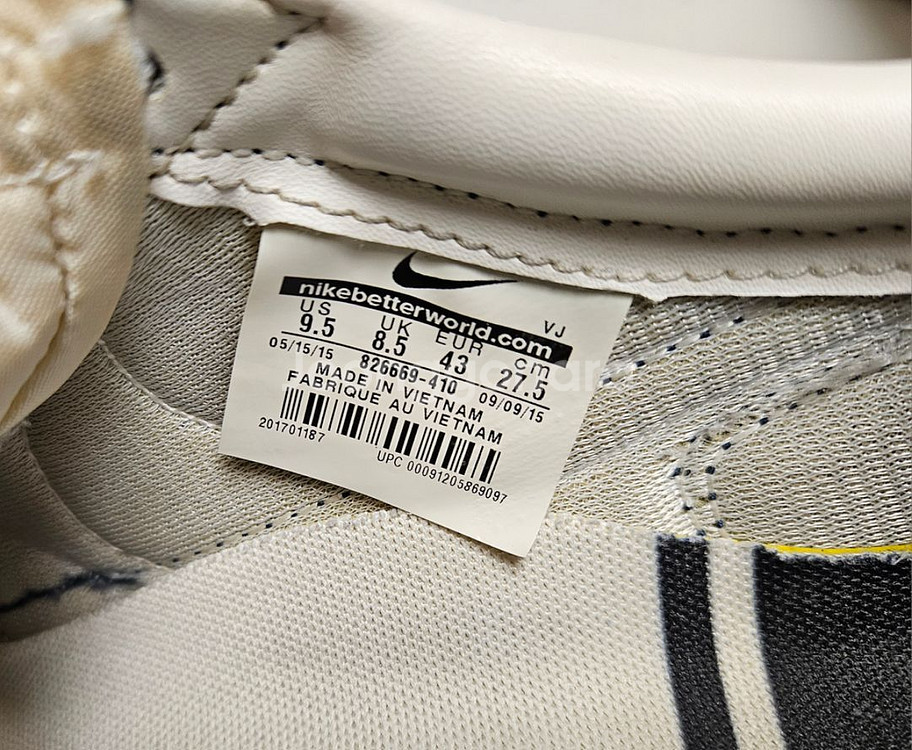 nikebetterworld.com
VJ
US UK EUR cm
9.5 8.5 43 27.5
05/15/15 826669-410 09/09/15
MADE IN VIETNAM
FABRIQUE AU VIETNAM
201701187
UPC 00091205869097